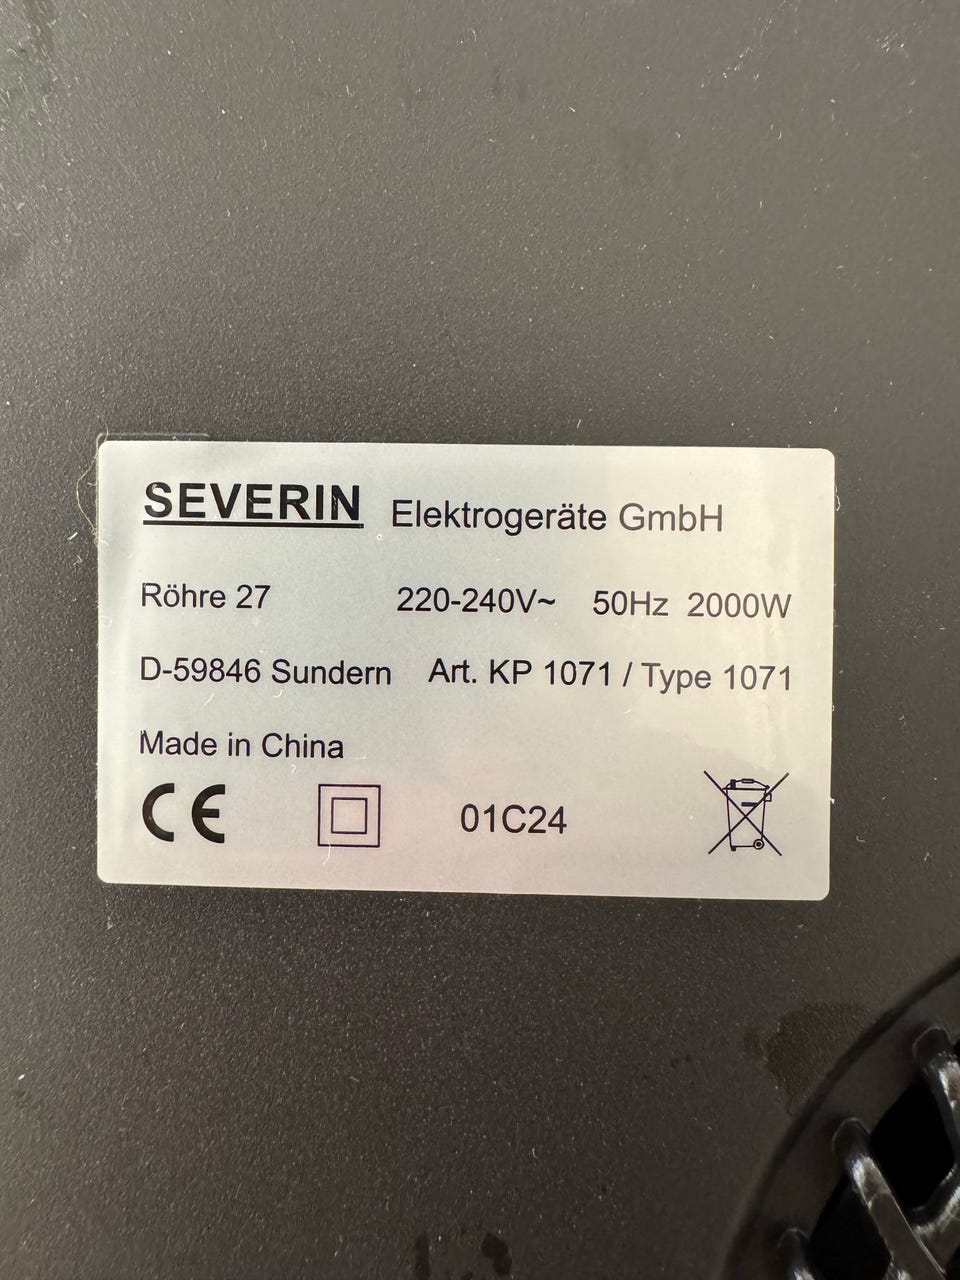 SEVERIN Elektrogeräte GmbH
Röhre 27 220-240V~ 50Hz 2000W
D-59846 Sundern Art. KP 1071 / Type 1071
Made in China
CE 01C24